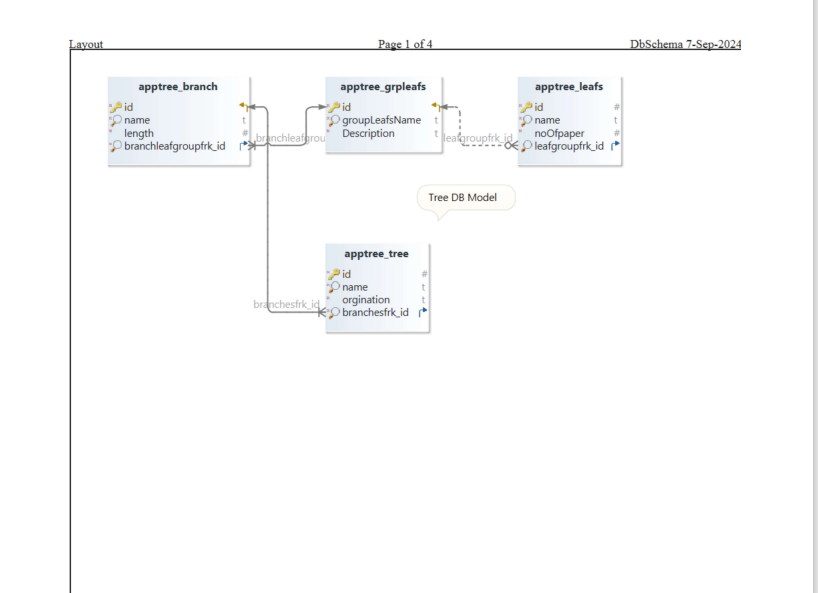 Layout Page 1 of 4 DbSchema 7-Sep-2024
apptree_branch
id
name t
length #
branchleafgroupfrk_id
branchleafgrou
apptree_grpleafs
id
groupLeafsName t
Description t
leafgroupfrk_id
apptree_leafs
id #
name t
noOfpaper #
leafgroupfrk_id
Tree DB Model
apptree_tree
id #
name t
orgination t
branchesfrk_id
branchesfrk_id